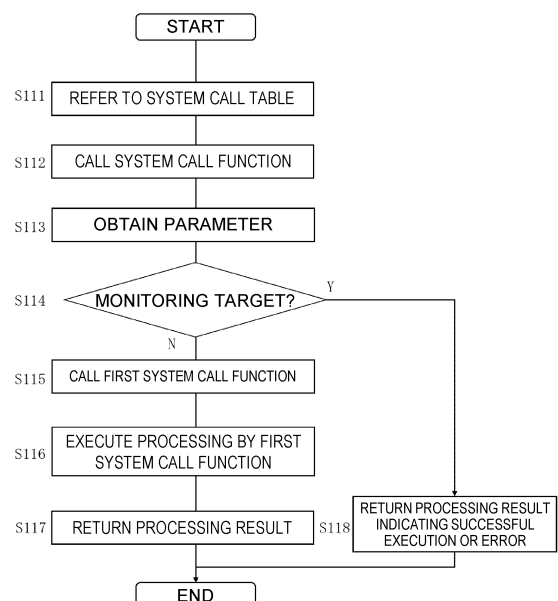 START
S111
REFER TO SYSTEM CALL TABLE
S112
CALL SYSTEM CALL FUNCTION
S113
OBTAIN PARAMETER
S114
MONITORING TARGET?
Y
N
S115
CALL FIRST SYSTEM CALL FUNCTION
S116
EXECUTE PROCESSING BY FIRST
SYSTEM CALL FUNCTION
S117
RETURN PROCESSING RESULT
S118
RETURN PROCESSING RESULT
INDICATING SUCCESSFUL
EXECUTION OR ERROR
END